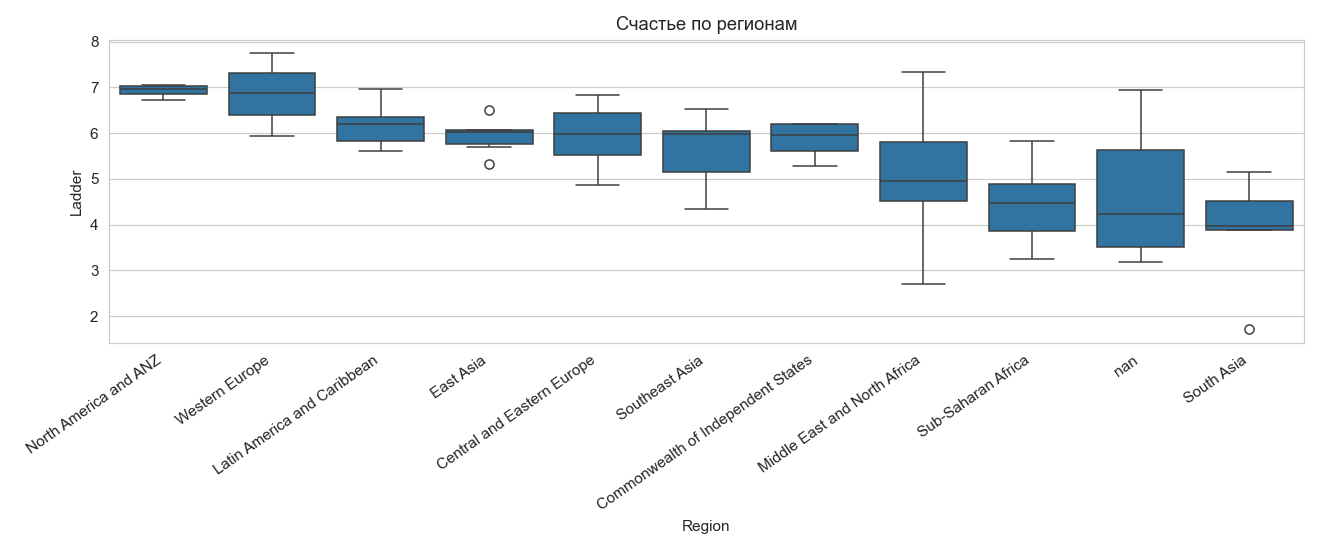 Счастье по регионам
8
7
6
5
4
3
2
Ladder
North America and ANZ
Western Europe
Latin America and Caribbean
East Asia
Central and Eastern Europe
Southeast Asia
Commonwealth of Independent States
Middle East and North Africa
Sub-Saharan Africa
nan
South Asia
Region